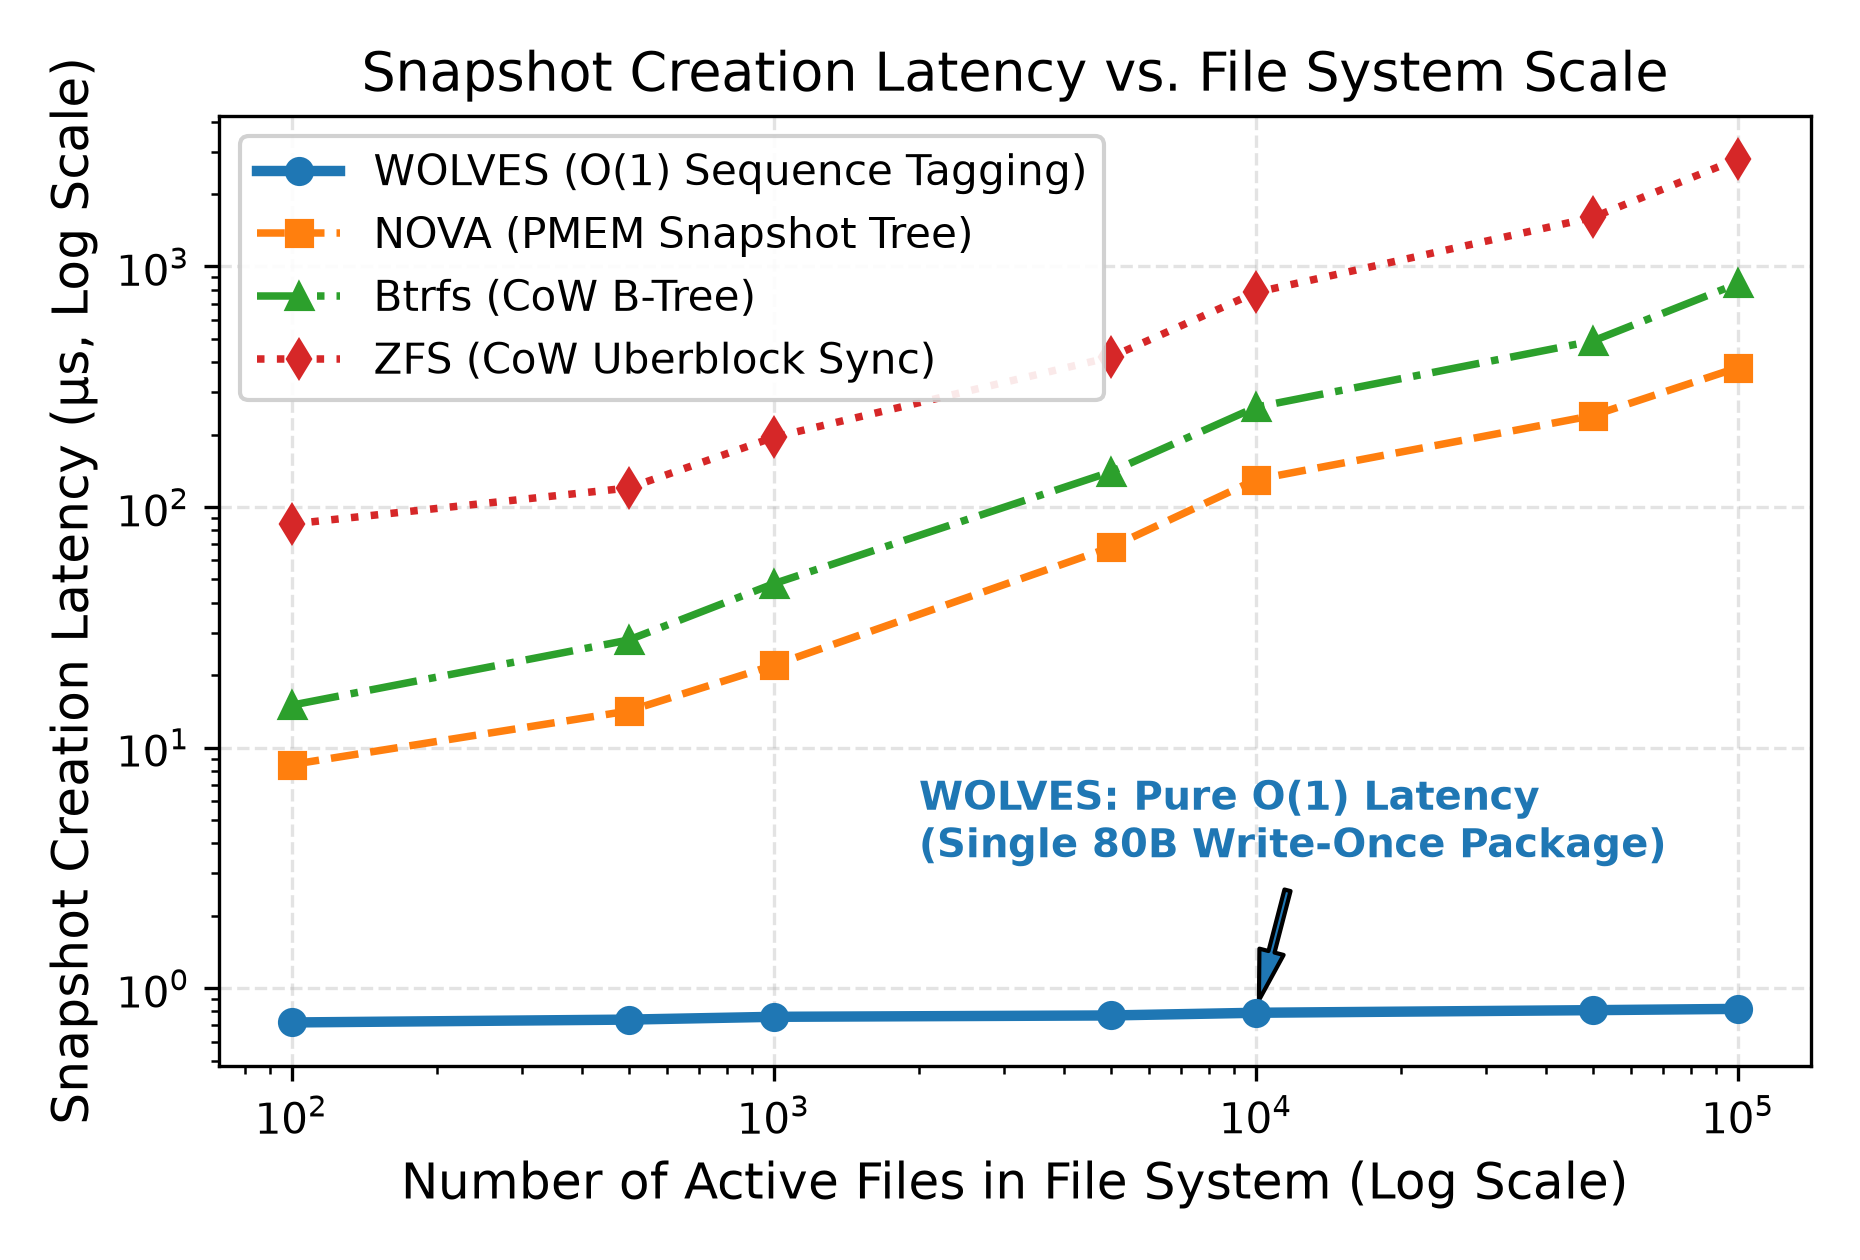 Snapshot Creation Latency vs. File System Scale
Snapshot Creation Latency (μs, Log Scale)
WOLVES (O(1) Sequence Tagging)
NOVA (PMEM Snapshot Tree)
Btrfs (CoW B-Tree)
ZFS (CoW Uberblock Sync)
10³
10²
10¹
10⁰
WOLVES: Pure O(1) Latency
(Single 80B Write-Once Package)
10² 10³ 10⁴ 10⁵
Number of Active Files in File System (Log Scale)